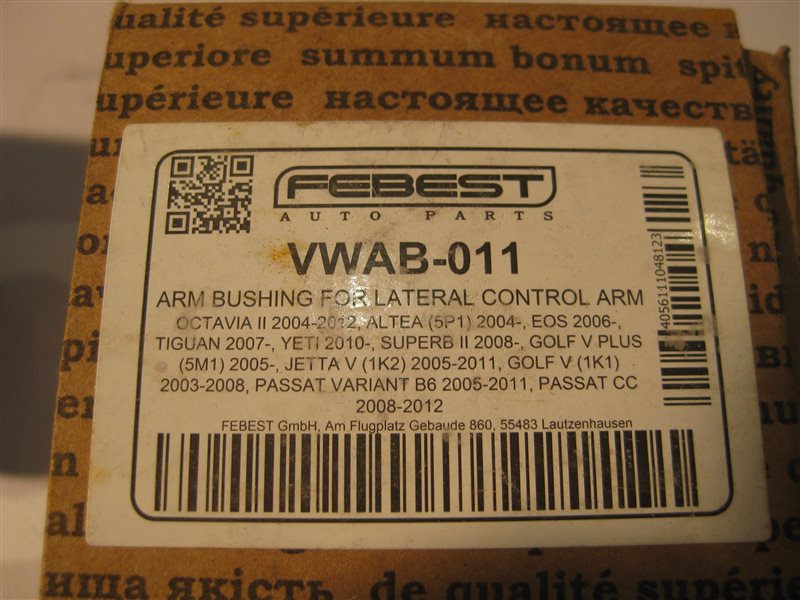 ualité supérieure настоящее к
uperiore summum bonum spit
upérieure настоящее качеств
FEBEST
AUTO PARTS
VWAB-011
ARM BUSHING FOR LATERAL CONTROL ARM
OCTAVIA II 2004-2012, ALTEA (5P1) 2004-, EOS 2006-,
TIGUAN 2007-, YETI 2010-, SUPERB II 2008-, GOLF V PLUS
(5M1) 2005-, JETTA V (1K2) 2005-2011, GOLF V (1K1)
2003-2008, PASSAT VARIANT B6 2005-2011, PASSAT CC
2008-2012
FEBEST GmbH, Am Flugplatz Gebaude 860, 55483 Lautzenhausen
4056111048123
ища якість de qualité supérie